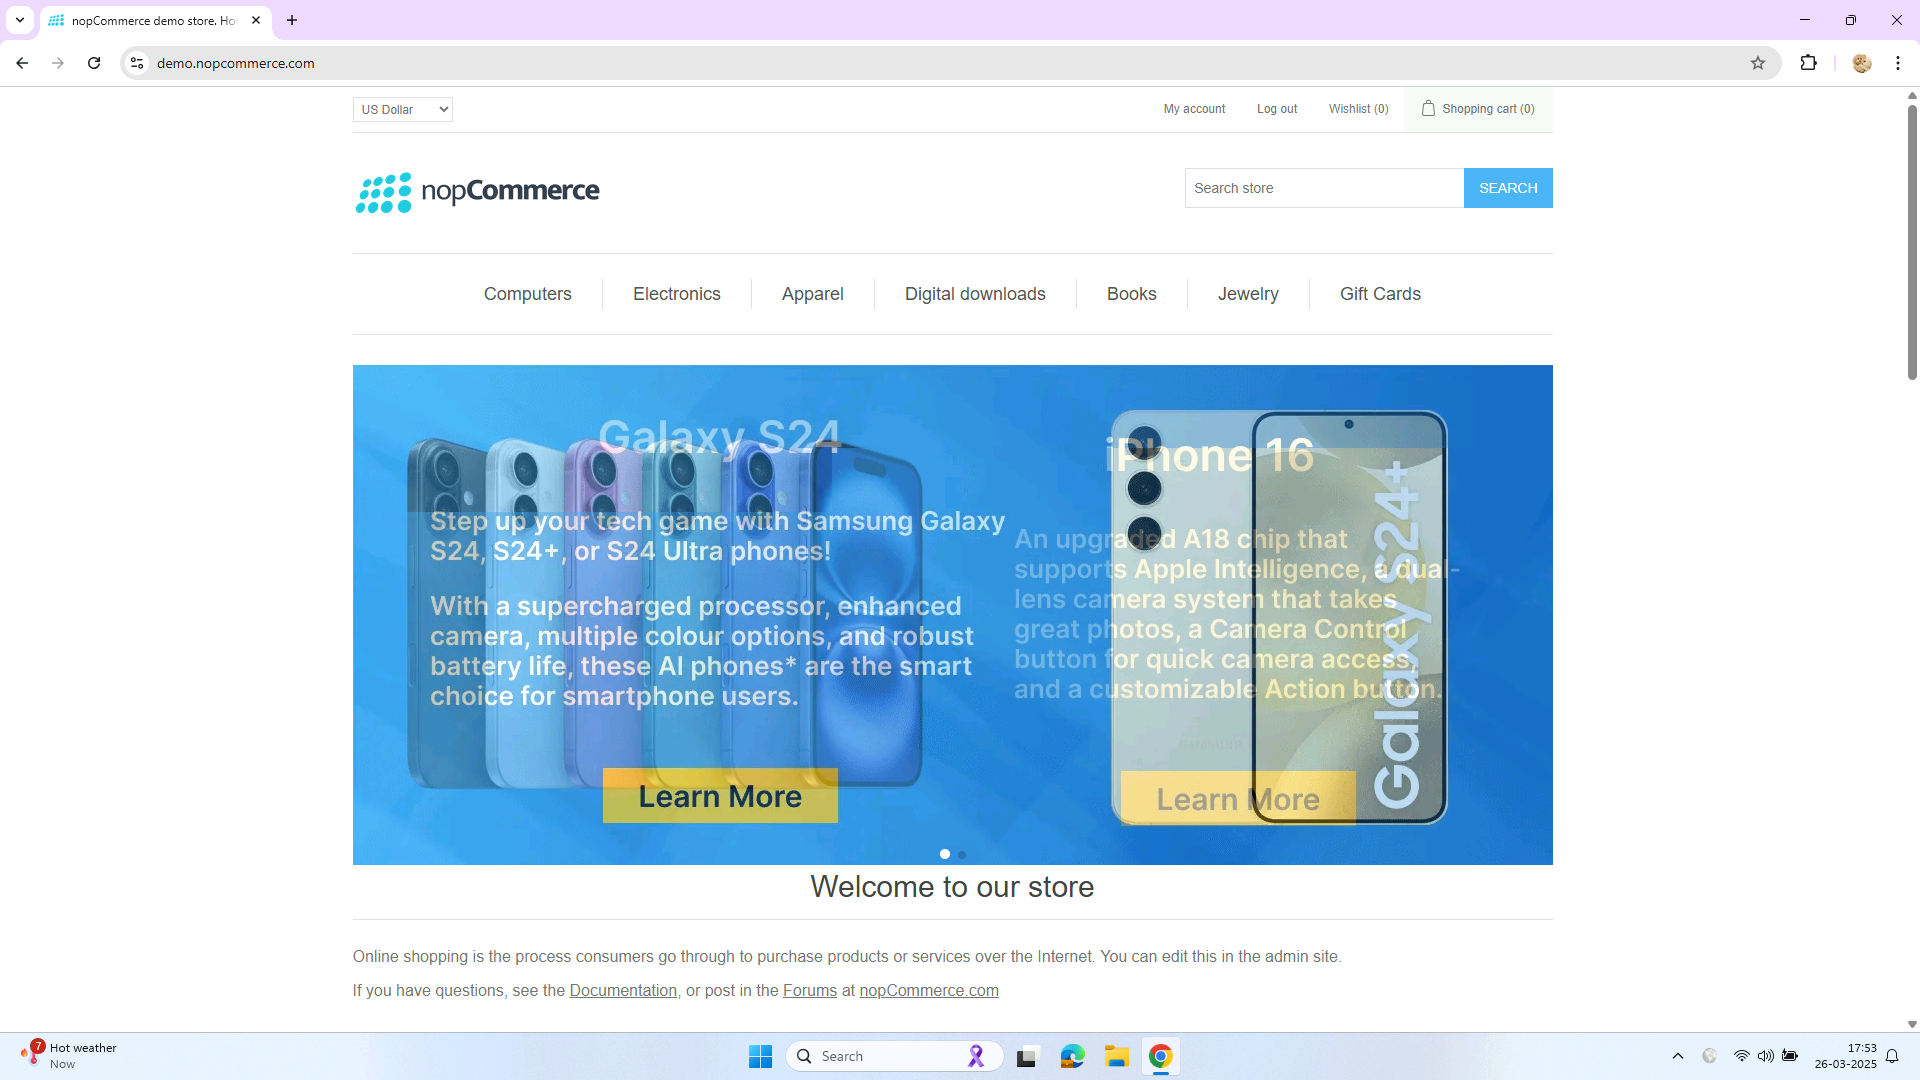 nopCommerce demo store. Ho
demo.nopcommerce.com
US Dollar
My account
Log out
Wishlist (0)
Shopping cart (0)
nopCommerce
Search store
SEARCH
Computers
Electronics
Apparel
Digital downloads
Books
Jewelry
Gift Cards
Galaxy S24
Step up your tech game with Samsung Galaxy
S24, S24+, or S24 Ultra phones!
With a supercharged processor, enhanced
camera, multiple colour options, and robust
battery life, these AI phones* are the smart
choice for smartphone users.
Learn More
iPhone 16
An upgraded A18 chip that
supports Apple Intelligence, a dual-
lens camera system that takes
great photos, a Camera Control
button for quick camera access,
and a customizable Action button.
Learn More
Galaxy S24+
Welcome to our store
Online shopping is the process consumers go through to purchase products or services over the Internet. You can edit this in the admin site.
If you have questions, see the Documentation, or post in the Forums at nopCommerce.com
7
Hot weather
Now
Search
17:53
26-03-2025